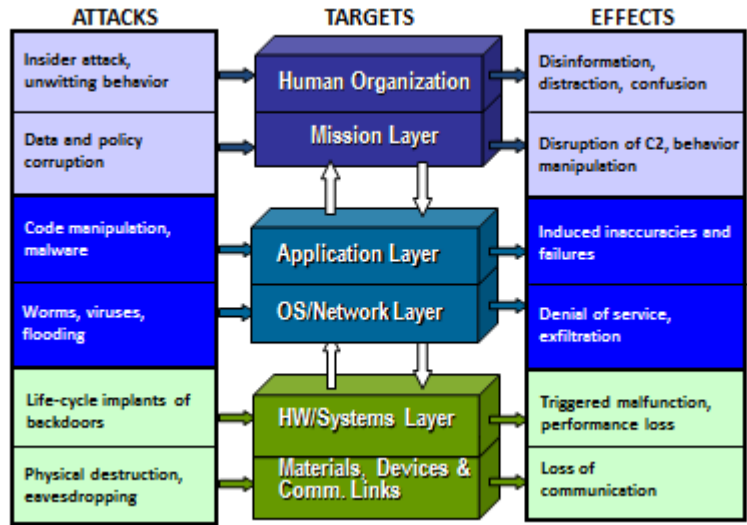 ATTACKS
TARGETS
EFFECTS
Insider attack,
unwitting behavior
Human Organization
Disinformation,
distraction, confusion
Data and policy
corruption
Mission Layer
Disruption of C2, behavior
manipulation
Code manipulation,
malware
Application Layer
Induced inaccuracies and
failures
Worms, viruses,
flooding
OS/Network Layer
Denial of service,
exfiltration
Life-cycle implants of
backdoors
HW/Systems Layer
Triggered malfunction,
performance loss
Physical destruction,
eavesdropping
Materials, Devices &
Comm. Links
Loss of
communication